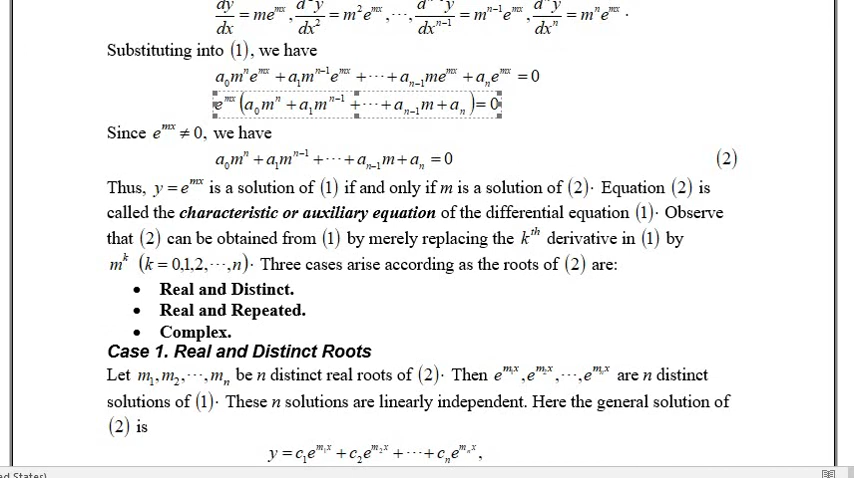 dy/dx = me^{mx}, d²y/dx² = m²e^{mx}, ⋯, d^{n-1}y/dx^{n-1} = m^{n-1}e^{mx}, d^n y/dx^n = m^n e^{mx}.
Substituting into (1), we have
a₀m^n e^{mx} + a₁m^{n-1}e^{mx} + ⋯ + a_{n-1}me^{mx} + a_n e^{mx} = 0
e^{mx}(a₀m^n + a₁m^{n-1} + ⋯ + a_{n-1}m + a_n) = 0
Since e^{mx} ≠ 0, we have
a₀m^n + a₁m^{n-1} + ⋯ + a_{n-1}m + a_n = 0 (2)
Thus, y = e^{mx} is a solution of (1) if and only if m is a solution of (2). Equation (2) is
called the characteristic or auxiliary equation of the differential equation (1). Observe
that (2) can be obtained from (1) by merely replacing the k^{th} derivative in (1) by
m^k (k = 0,1,2,⋯,n). Three cases arise according as the roots of (2) are:
• Real and Distinct.
• Real and Repeated.
• Complex.
Case 1. Real and Distinct Roots
Let m₁, m₂, ⋯, m_n be n distinct real roots of (2). Then e^{m₁x}, e^{m₂x}, ⋯, e^{m_n x} are n distinct
solutions of (1). These n solutions are linearly independent. Here the general solution of
(2) is
y = c₁e^{m₁x} + c₂e^{m₂x} + ⋯ + c_n e^{m_n x},
ed States)